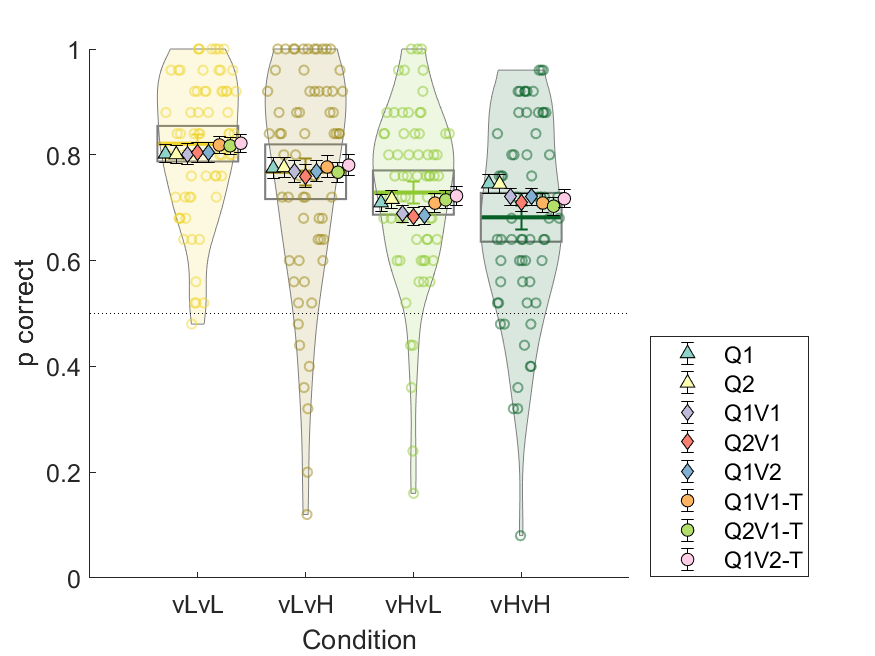 1
0.8
0.6
0.4
0.2
0
p correct
vLvL
vLvH
vHvL
vHvH
Condition
Q1
Q2
Q1V1
Q2V1
Q1V2
Q1V1-T
Q2V1-T
Q1V2-T